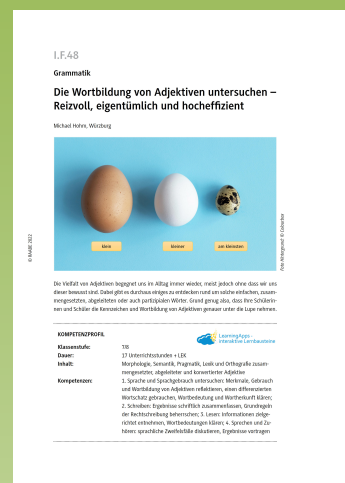 I.F.48
Grammatik
Die Wortbildung von Adjektiven untersuchen –
Reizvoll, eigentümlich und hocheffizient
Michael Hohm, Würzburg
klein
kleiner
am kleinsten
© RAABE 2022
Die Vielfalt von Adjektiven begegnet uns im Alltag immer wieder, meist jedoch ohne dass wir uns
dieser bewusst sind. Dabei gibt es durchaus einiges zu entdecken rund um solche einfachen, zusam-
mengesetzten, abgeleiteten oder auch partizipialen Wörter. Grund genug also, dass Ihre Schülerin-
nen und Schüler die Kennzeichen und Wortbildung von Adjektiven genauer unter die Lupe nehmen.
KOMPETENZPROFIL
LearningApps -
interaktive Lernbausteine
Klassenstufe: 7/8
Dauer: 17 Unterrichtsstunden + LEK
Inhalt: Morphologie, Semantik, Pragmatik, Lexik und Orthografie zusam-
mengesetzter, abgeleiteter und konvertierter Adjektive
Kompetenzen: 1. Sprache und Sprachgebrauch untersuchen: Merkmale, Gebrauch
und Wortbildung von Adjektiven reflektieren, einen differenzierten
Wortschatz gebrauchen, Wortbedeutung und Wortherkunft klären;
2. Schreiben: Ergebnisse schriftlich zusammenfassen, Grundregeln
der Rechtschreibung beherrschen; 3. Lesen: Informationen zielge-
richtet entnehmen, Wortbedeutungen klären; 4. Sprechen und Zu-
hören: sprachliche Zweifelsfälle diskutieren, Ergebnisse vortragen